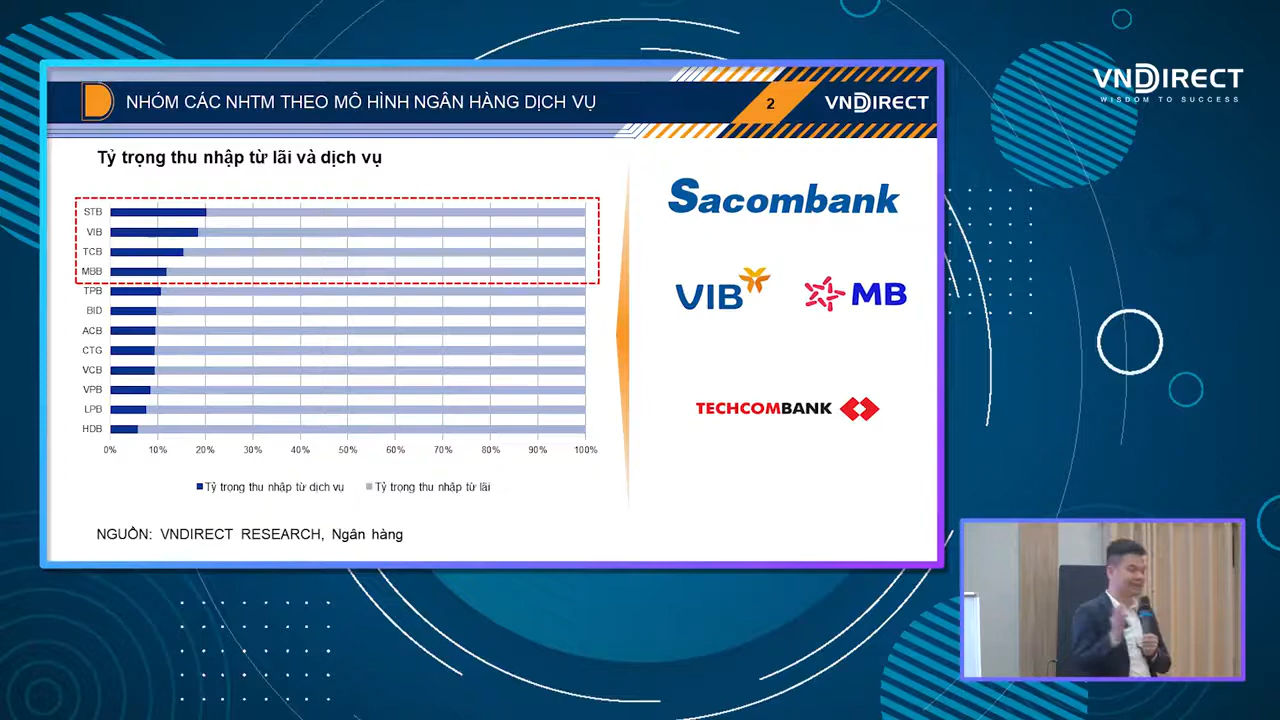 NHÓM CÁC NHTM THEO MÔ HÌNH NGÂN HÀNG DỊCH VỤ
2
VNDIRECT
VNDIRECT
WISDOM TO SUCCESS
Tỷ trọng thu nhập từ lãi và dịch vụ
STB
VIB
TCB
MBB
TPB
BID
ACB
CTG
VCB
VPB
LPB
HDB
0% 10% 20% 30% 40% 50% 60% 70% 80% 90% 100%
Tỷ trọng thu nhập từ dịch vụ Tỷ trọng thu nhập từ lãi
NGUỒN: VNDIRECT RESEARCH, Ngân hàng
Sacombank
VIB
MB
TECHCOMBANK